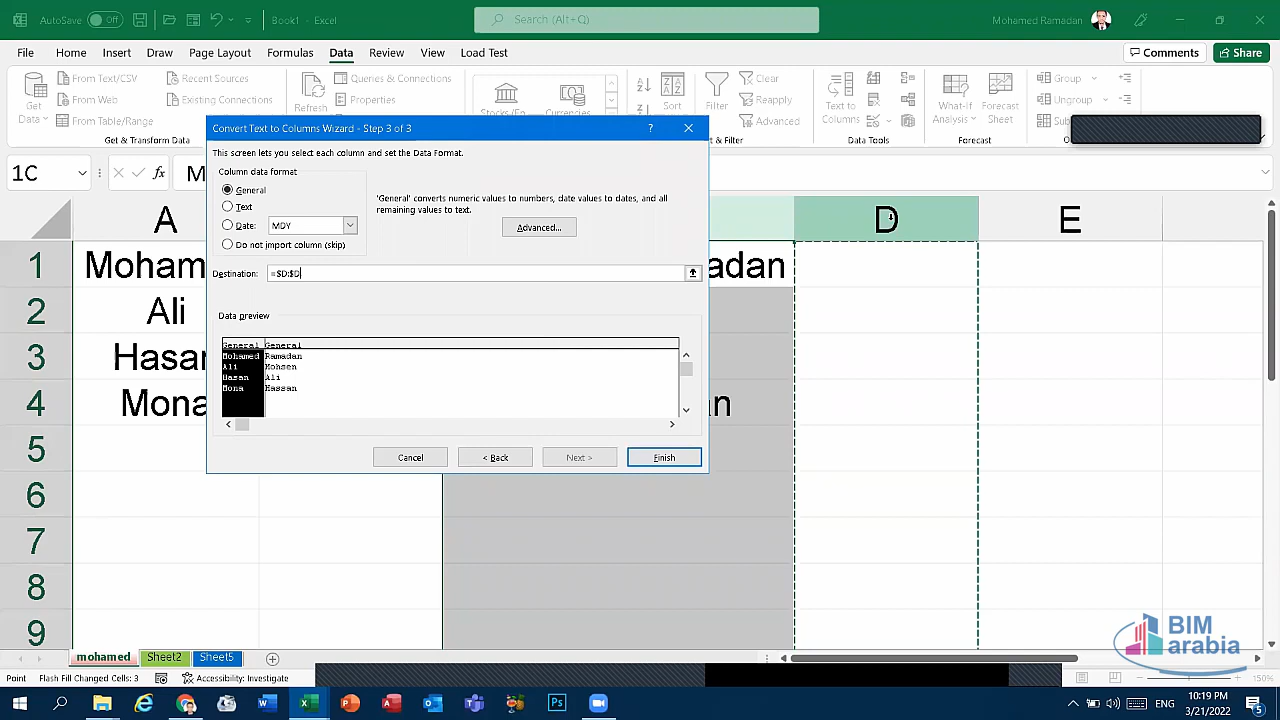 AutoSave Off Book1 - Excel Search (Alt+Q) Mohamed Ramadan
File Home Insert Draw Page Layout Formulas Data Review View Load Test Comments Share
Get Data
From Text/CSV
From Web
From Table/Range
Recent Sources
Existing Connections
Get & Transform Data
Refresh
Queries & Connections
Properties
Sort
Filter
Clear
Reapply
Advanced
& Filter
Text to Columns
Data Tools
What-If Analysis
Forecast Sheet
Forecast
Group
Ungroup
1C fx M
Convert Text to Columns Wizard - Step 3 of 3 ?
This screen lets you select each column and set the Data Format.
Column data format
General
Text
Date: MDY
Do not import column (skip)
'General' converts numeric values to numbers, date values to dates, and all
remaining values to text.
Advanced...
Destination: =$D:$D
Data preview
General General
Mohamed Ramadan
Ali Mohsen
Hasan Ali
Mona Hassan
Cancel < Back Next > Finish
A D E
1 Moham adan
2 Ali
3 Hasan
4 Mona n
5
6
7
8
9
mohamed Sheet2 Sheet5
Point Flash Fill Changed Cells: 3 Accessibility: Investigate 150%
BIM
arabia
ENG
10:19 PM
3/21/2022
5